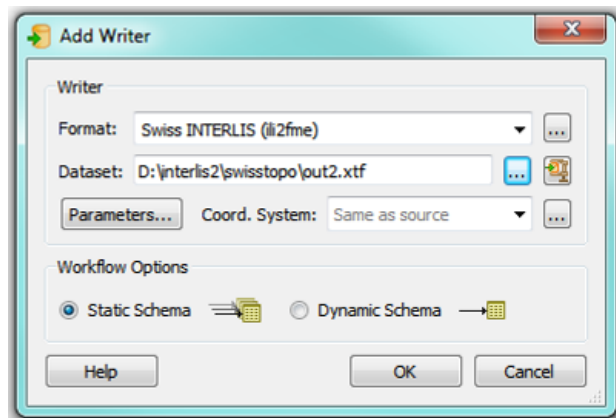 Add Writer
Writer
Format: Swiss INTERLIS (ili2fme) ...
Dataset: D:\interlis2\swisstopo\out2.xtf ...
Parameters... Coord. System: Same as source ...
Workflow Options
Static Schema Dynamic Schema
Help OK Cancel